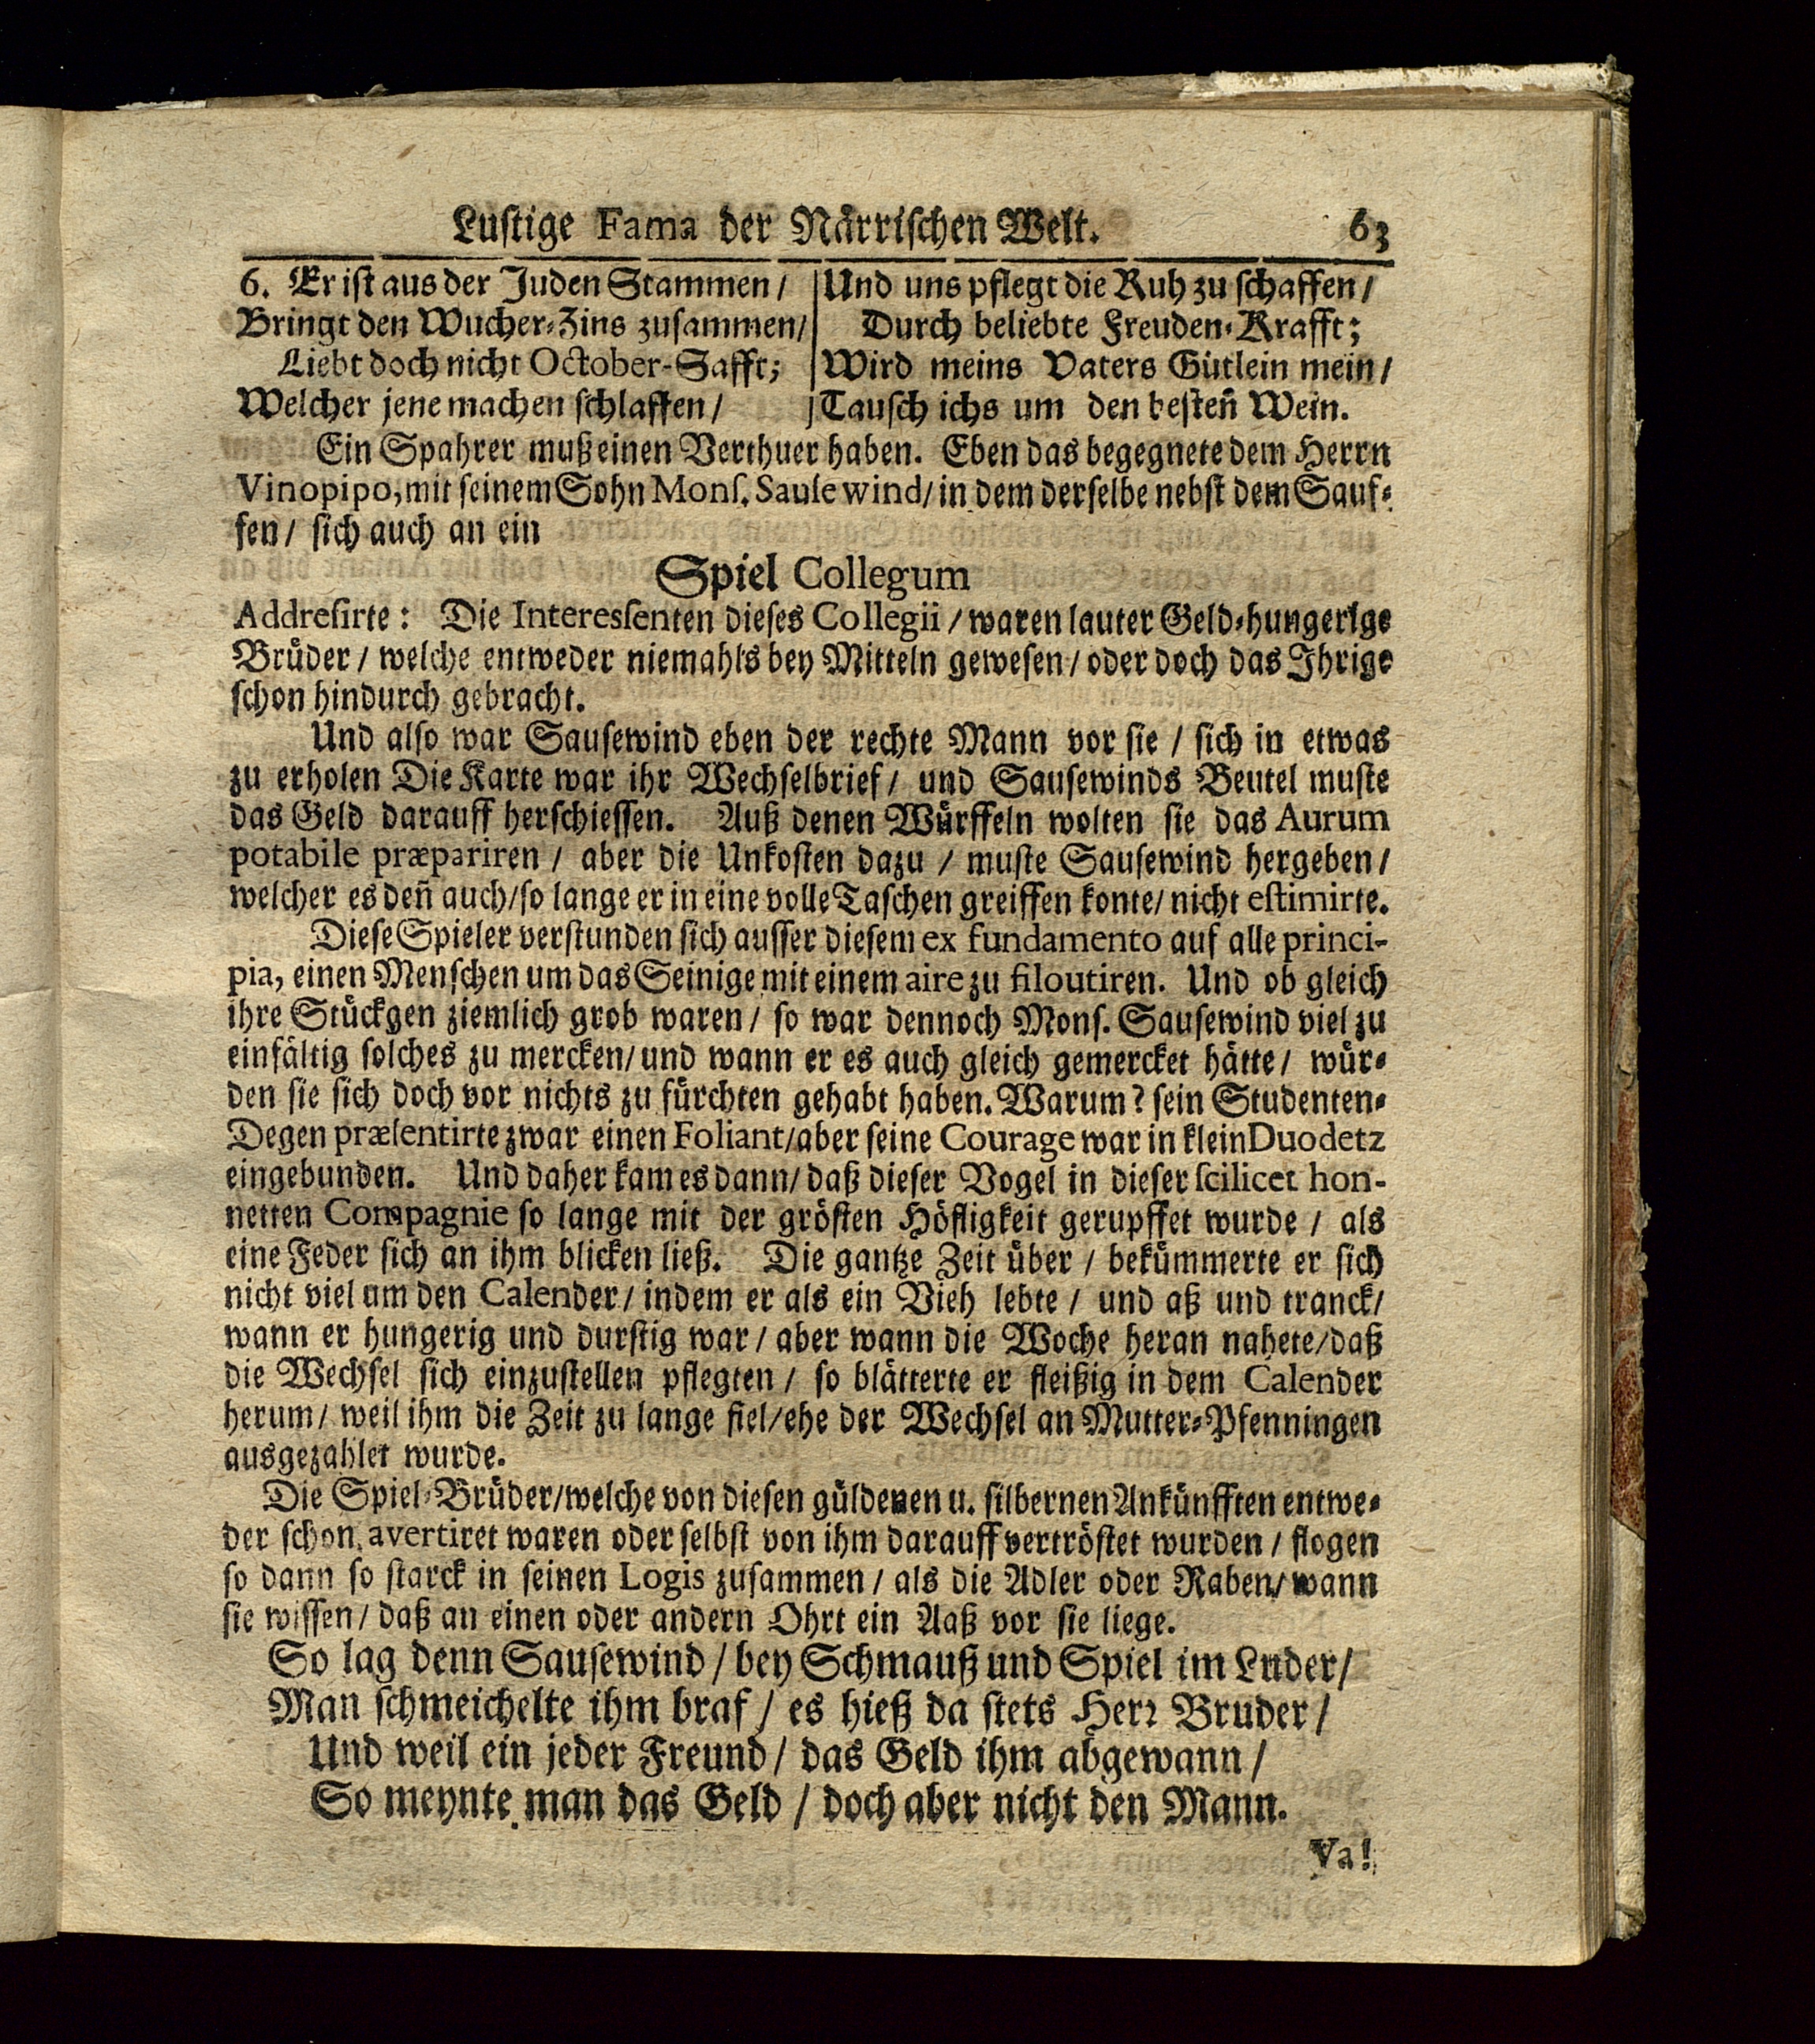 Lustige Fama der Närrischen Welt. 63
6. Er ist aus der Juden Stammen /
Bringt den Wucher-Zins zusammen /
Liebt doch nicht October-Safft;
Welcher jene machen schlaffen /
Und uns pflegt die Ruh zu schaffen /
Durch beliebte Freuden-Krafft;
Wird meins Vaters Gütlein mein /
Tausch ichs um den besten̄ Wein.
Ein Spahrer muß einen Verthuer haben. Eben das begegnete dem Herrn
Vinopipo, mit seinem Sohn Mons. Sausewind / in dem derselbe nebst dem Sauf-
fen / sich auch an ein
Spiel Collegum
Addresirte: Die Interessenten dieses Collegii / waren lauter Geld-hungerige
Brüder / welche entweder niemahls bey Mitteln gewesen / oder doch das Ihrige
schon hindurch gebracht.
Und also war Sausewind eben der rechte Mann vor sie / sich in etwas
zu erholen Die Karte war ihr Wechselbrief / und Sausewinds Beutel muste
das Geld darauff herschiessen. Auß denen Würffeln wolten sie das Aurum
potabile præpariren / aber die Unkosten dazu / muste Sausewind hergeben /
welcher es den̄ auch / so lange er in eine volle Taschen greiffen konte / nicht estimirte.
Diese Spieler verstunden sich ausser diesem ex fundamento auf alle princi-
pia, einen Menschen um das Seinige mit einem aire zu filoutiren. Und ob gleich
ihre Stückgen ziemlich grob waren / so war dennoch Mons. Sausewind viel zu
einfältig solches zu mercken / und wann er es auch gleich gemercket hätte / wür-
den sie sich doch vor nichts zu fürchten gehabt haben. Warum? sein Studenten-
Degen præsentirte zwar einen Foliant / aber seine Courage war in klein Duodetz
eingebunden. Und daher kam es dann / daß dieser Vogel in dieser scilicet hon-
netten Compagnie so lange mit der grösten Höfligkeit gerupffet wurde / als
eine Feder sich an ihm blicken ließ. Die gantze Zeit über / bekümmerte er sich
nicht viel um den Calender / indem er als ein Vieh lebte / und aß und tranck /
wann er hungerig und durstig war / aber wann die Woche heran nahete / daß
die Wechsel sich einzustellen pflegten / so blätterte er fleißig in dem Calender
herum / weil ihm die Zeit zu lange fiel / ehe der Wechsel an Mutter-Pfenningen
ausgezahlet wurde.
Die Spiel-Brüder / welche von diesen güldenen u. silbernen Ankünfften entwe-
der schon avertiret waren oder selbst von ihm darauff vertröstet wurden / flogen
so dann so starck in seinen Logis zusammen / als die Adler oder Raben / wann
sie wissen / daß an einen oder andern Ohrt ein Aaß vor sie liege.
So lag denn Sausewind / bey Schmauß und Spiel im Luder /
Man schmeichelte ihm braf / es hieß da stets Herr Bruder /
Und weil ein jeder Freund / das Geld ihm abgewann /
So meynte man das Geld / doch aber nicht den Mann.
Va!